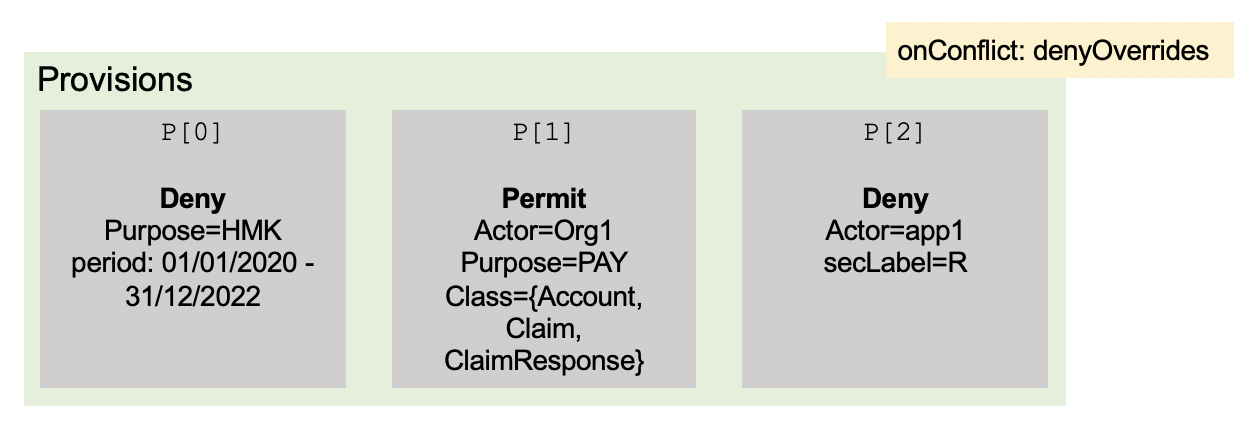 onConflict: denyOverrides
Provisions
P[0]
Deny
Purpose=HMK
period: 01/01/2020 -
31/12/2022
P[1]
Permit
Actor=Org1
Purpose=PAY
Class={Account,
Claim,
ClaimResponse}
P[2]
Deny
Actor=app1
secLabel=R